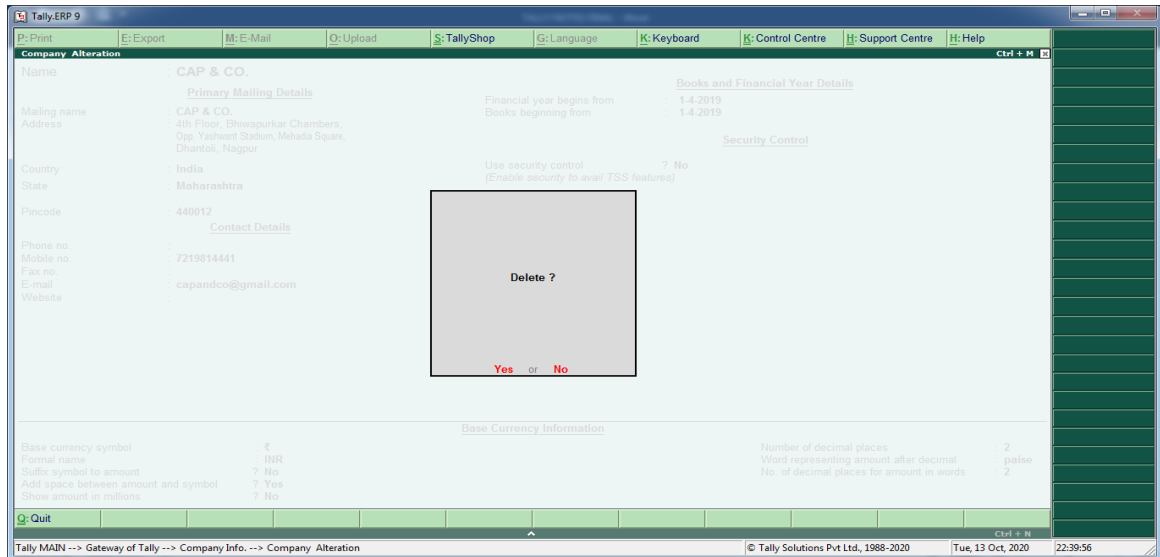 Tally.ERP 9
P: Print E: Export M: E-Mail O: Upload S: TallyShop G: Language K: Keyboard K: Control Centre H: Support Centre H: Help
Company Alteration Ctrl + M
Name : CAP & CO.
Primary Mailing Details
Mailing name : CAP & CO.
Address : 4th Floor, Bhiwapurkar Chambers,
Opp. Yashwant Stadium, Mehadia Square,
Dhantoli, Nagpur
Country : India
State : Maharashtra
Pincode : 440012
Contact Details
Phone no. :
Mobile no. : 7219814441
Fax no. :
E-mail : capandco@gmail.com
Website :
Books and Financial Year Details
Financial year begins from : 1-4-2019
Books beginning from : 1-4-2019
Security Control
Use security control ? No
(Enable security to avail TSS features)
Delete ?
Yes or No
Base Currency Information
Base currency symbol : ₹
Formal name : INR
Suffix symbol to amount ? No
Add space between amount and symbol ? Yes
Show amount in millions ? No
Number of decimal places : 2
Word representing amount after decimal : paise
No. of decimal places for amount in words : 2
Q: Quit
Ctrl + N
Tally MAIN --> Gateway of Tally --> Company Info. --> Company Alteration © Tally Solutions Pvt Ltd., 1988-2020 Tue, 13 Oct, 2020 22:39:56